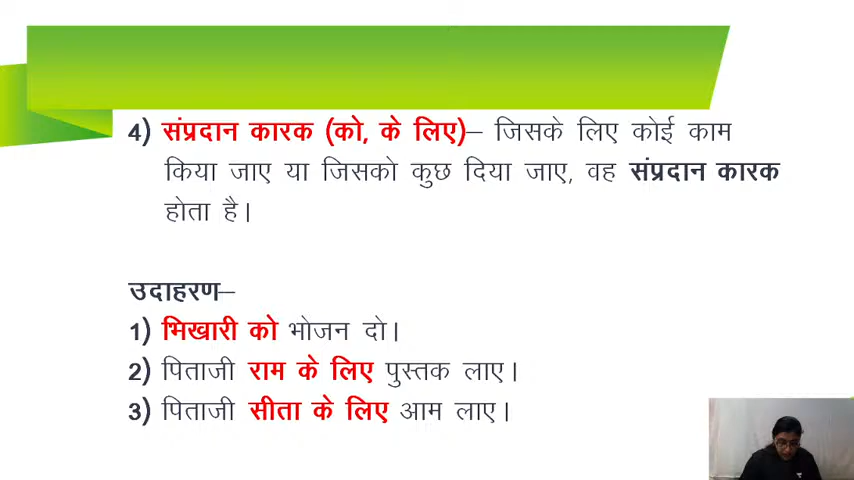 4) संप्रदान कारक (को, के लिए)– जिसके लिए कोई काम
किया जाए या जिसको कुछ दिया जाए, वह संप्रदान कारक
होता है।
उदाहरण–
1) भिखारी को भोजन दो।
2) पिताजी राम के लिए पुस्तक लाए।
3) पिताजी सीता के लिए आम लाए।